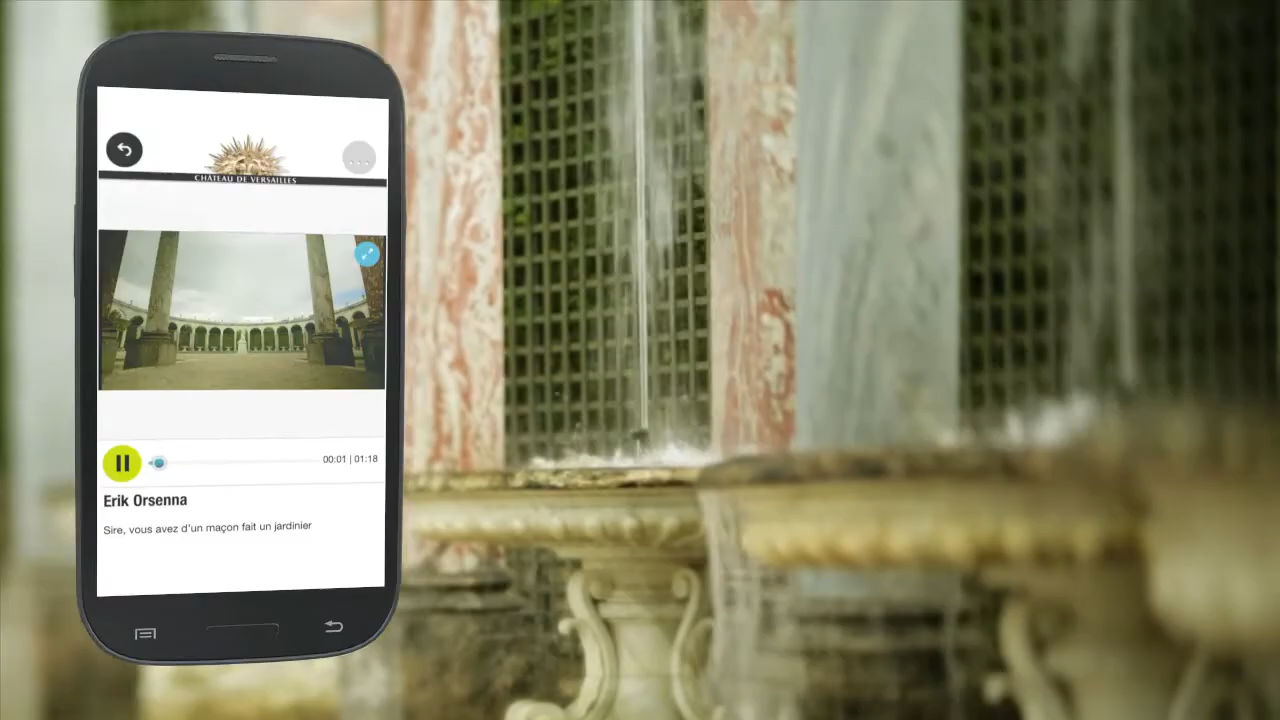 CHÂTEAU DE VERSAILLES
00:01 | 01:18
Erik Orsenna
Sire, vous avez d'un maçon fait un jardinier